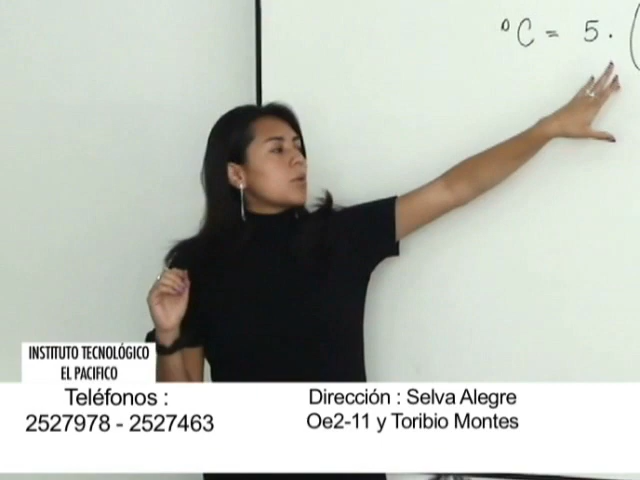 °C = 5 · (
INSTITUTO TECNOLÓGICO
EL PACIFICO
Teléfonos :
2527978 - 2527463
Dirección : Selva Alegre
Oe2-11 y Toribio Montes